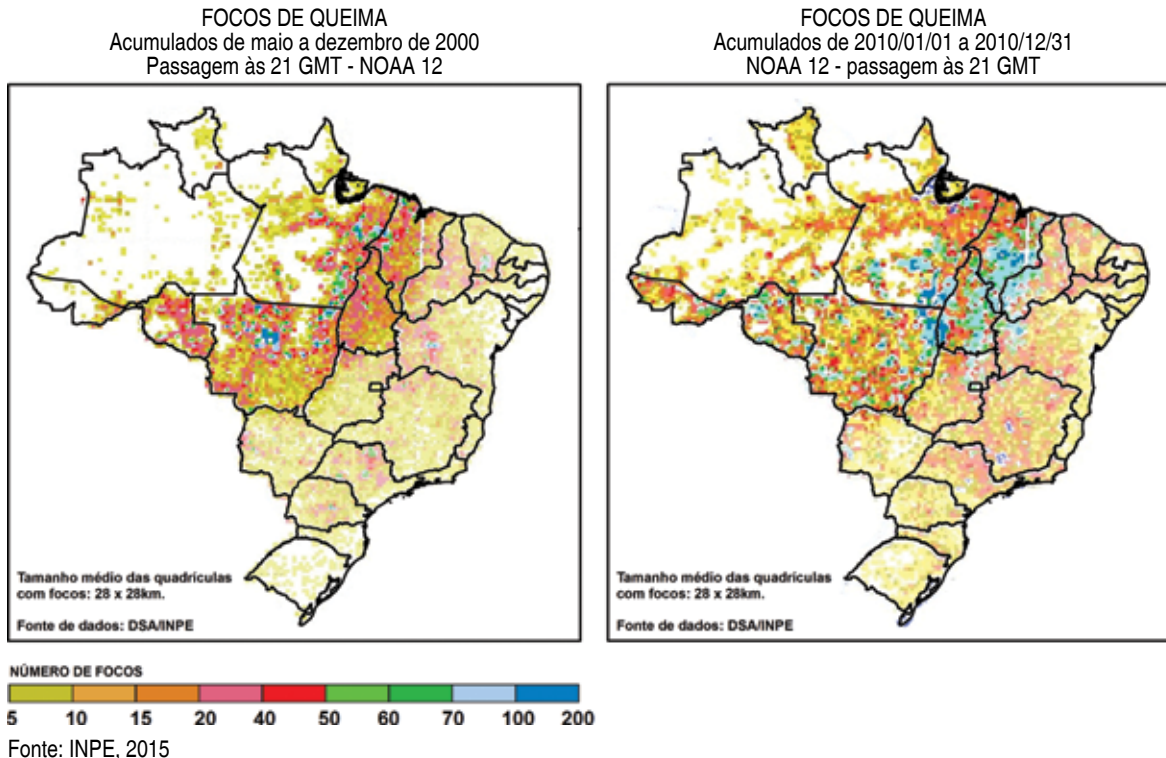 FOCOS DE QUEIMA
Acumulados de maio a dezembro de 2000
Passagem às 21 GMT - NOAA 12
FOCOS DE QUEIMA
Acumulados de 2010/01/01 a 2010/12/31
NOAA 12 - passagem às 21 GMT
Tamanho médio das quadrículas
com focos: 28 x 28km.
Fonte de dados: DSA/INPE
Tamanho médio das quadrículas
com focos: 28 x 28km.
Fonte de dados: DSA/INPE
NÚMERO DE FOCOS
5 10 15 20 40 50 60 70 100 200
Fonte: INPE, 2015